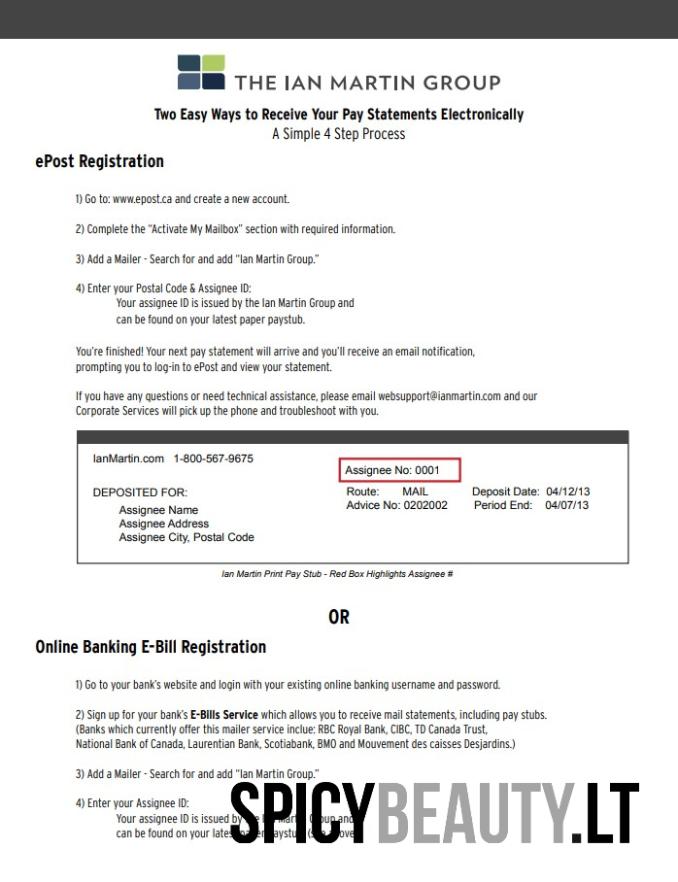 THE IAN MARTIN GROUP
Two Easy Ways to Receive Your Pay Statements Electronically
A Simple 4 Step Process
ePost Registration
1) Go to: www.epost.ca and create a new account.
2) Complete the "Activate My Mailbox" section with required information.
3) Add a Mailer - Search for and add "Ian Martin Group."
4) Enter your Postal Code & Assignee ID:
Your assignee ID is issued by the Ian Martin Group and
can be found on your latest paper paystub.
You're finished! Your next pay statement will arrive and you'll receive an email notification,
prompting you to log-in to ePost and view your statement.
If you have any questions or need technical assistance, please email websupport@ianmartin.com and our
Corporate Services will pick up the phone and troubleshoot with you.
IanMartin.com 1-800-567-9675
Assignee No: 0001
DEPOSITED FOR:
Route: MAIL Deposit Date: 04/12/13
Advice No: 0202002 Period End: 04/07/13
Assignee Name
Assignee Address
Assignee City, Postal Code
Ian Martin Print Pay Stub - Red Box Highlights Assignee #
OR
Online Banking E-Bill Registration
1) Go to your bank's website and login with your existing online banking username and password.
2) Sign up for your bank's E-Bills Service which allows you to receive mail statements, including pay stubs.
(Banks which currently offer this mailer service inclue: RBC Royal Bank, CIBC, TD Canada Trust,
National Bank of Canada, Laurentian Bank, Scotiabank, BMO and Mouvement des caisses Desjardins.)
3) Add a Mailer - Search for and add "Ian Martin Group."
4) Enter your Assignee ID:
Your assignee ID is issued by and
can be found on your
SPICYBEAUTY.LT